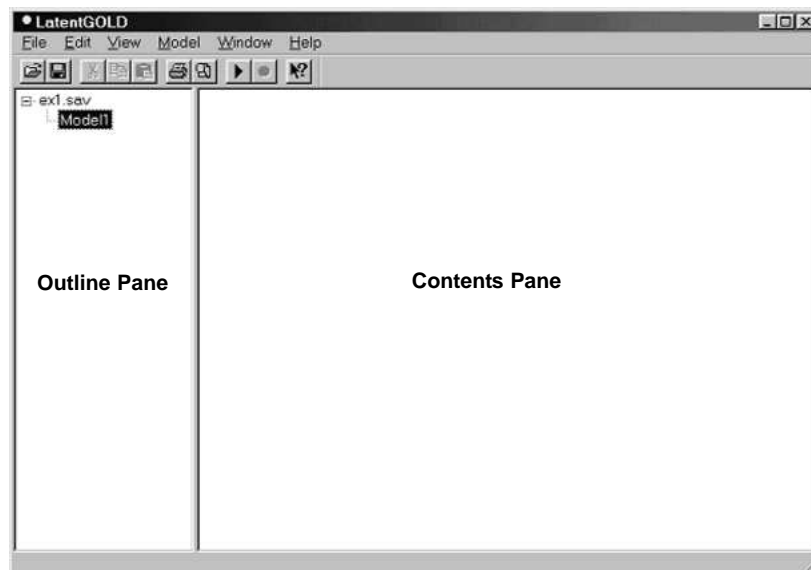 LatentGOLD
File Edit View Model Window Help
ex1.sav
Model1
Outline Pane
Contents Pane